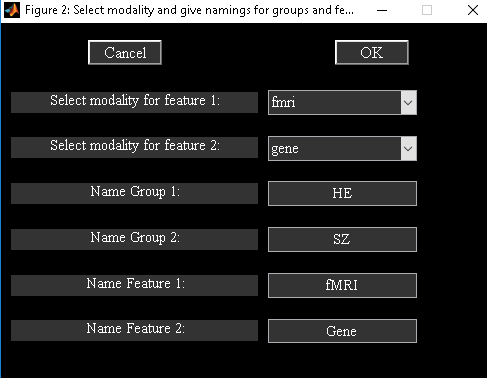 Figure 2: Select modality and give namings for groups and fe...
Cancel OK
Select modality for feature 1: fmri
Select modality for feature 2: gene
Name Group 1: HE
Name Group 2: SZ
Name Feature 1: fMRI
Name Feature 2: Gene